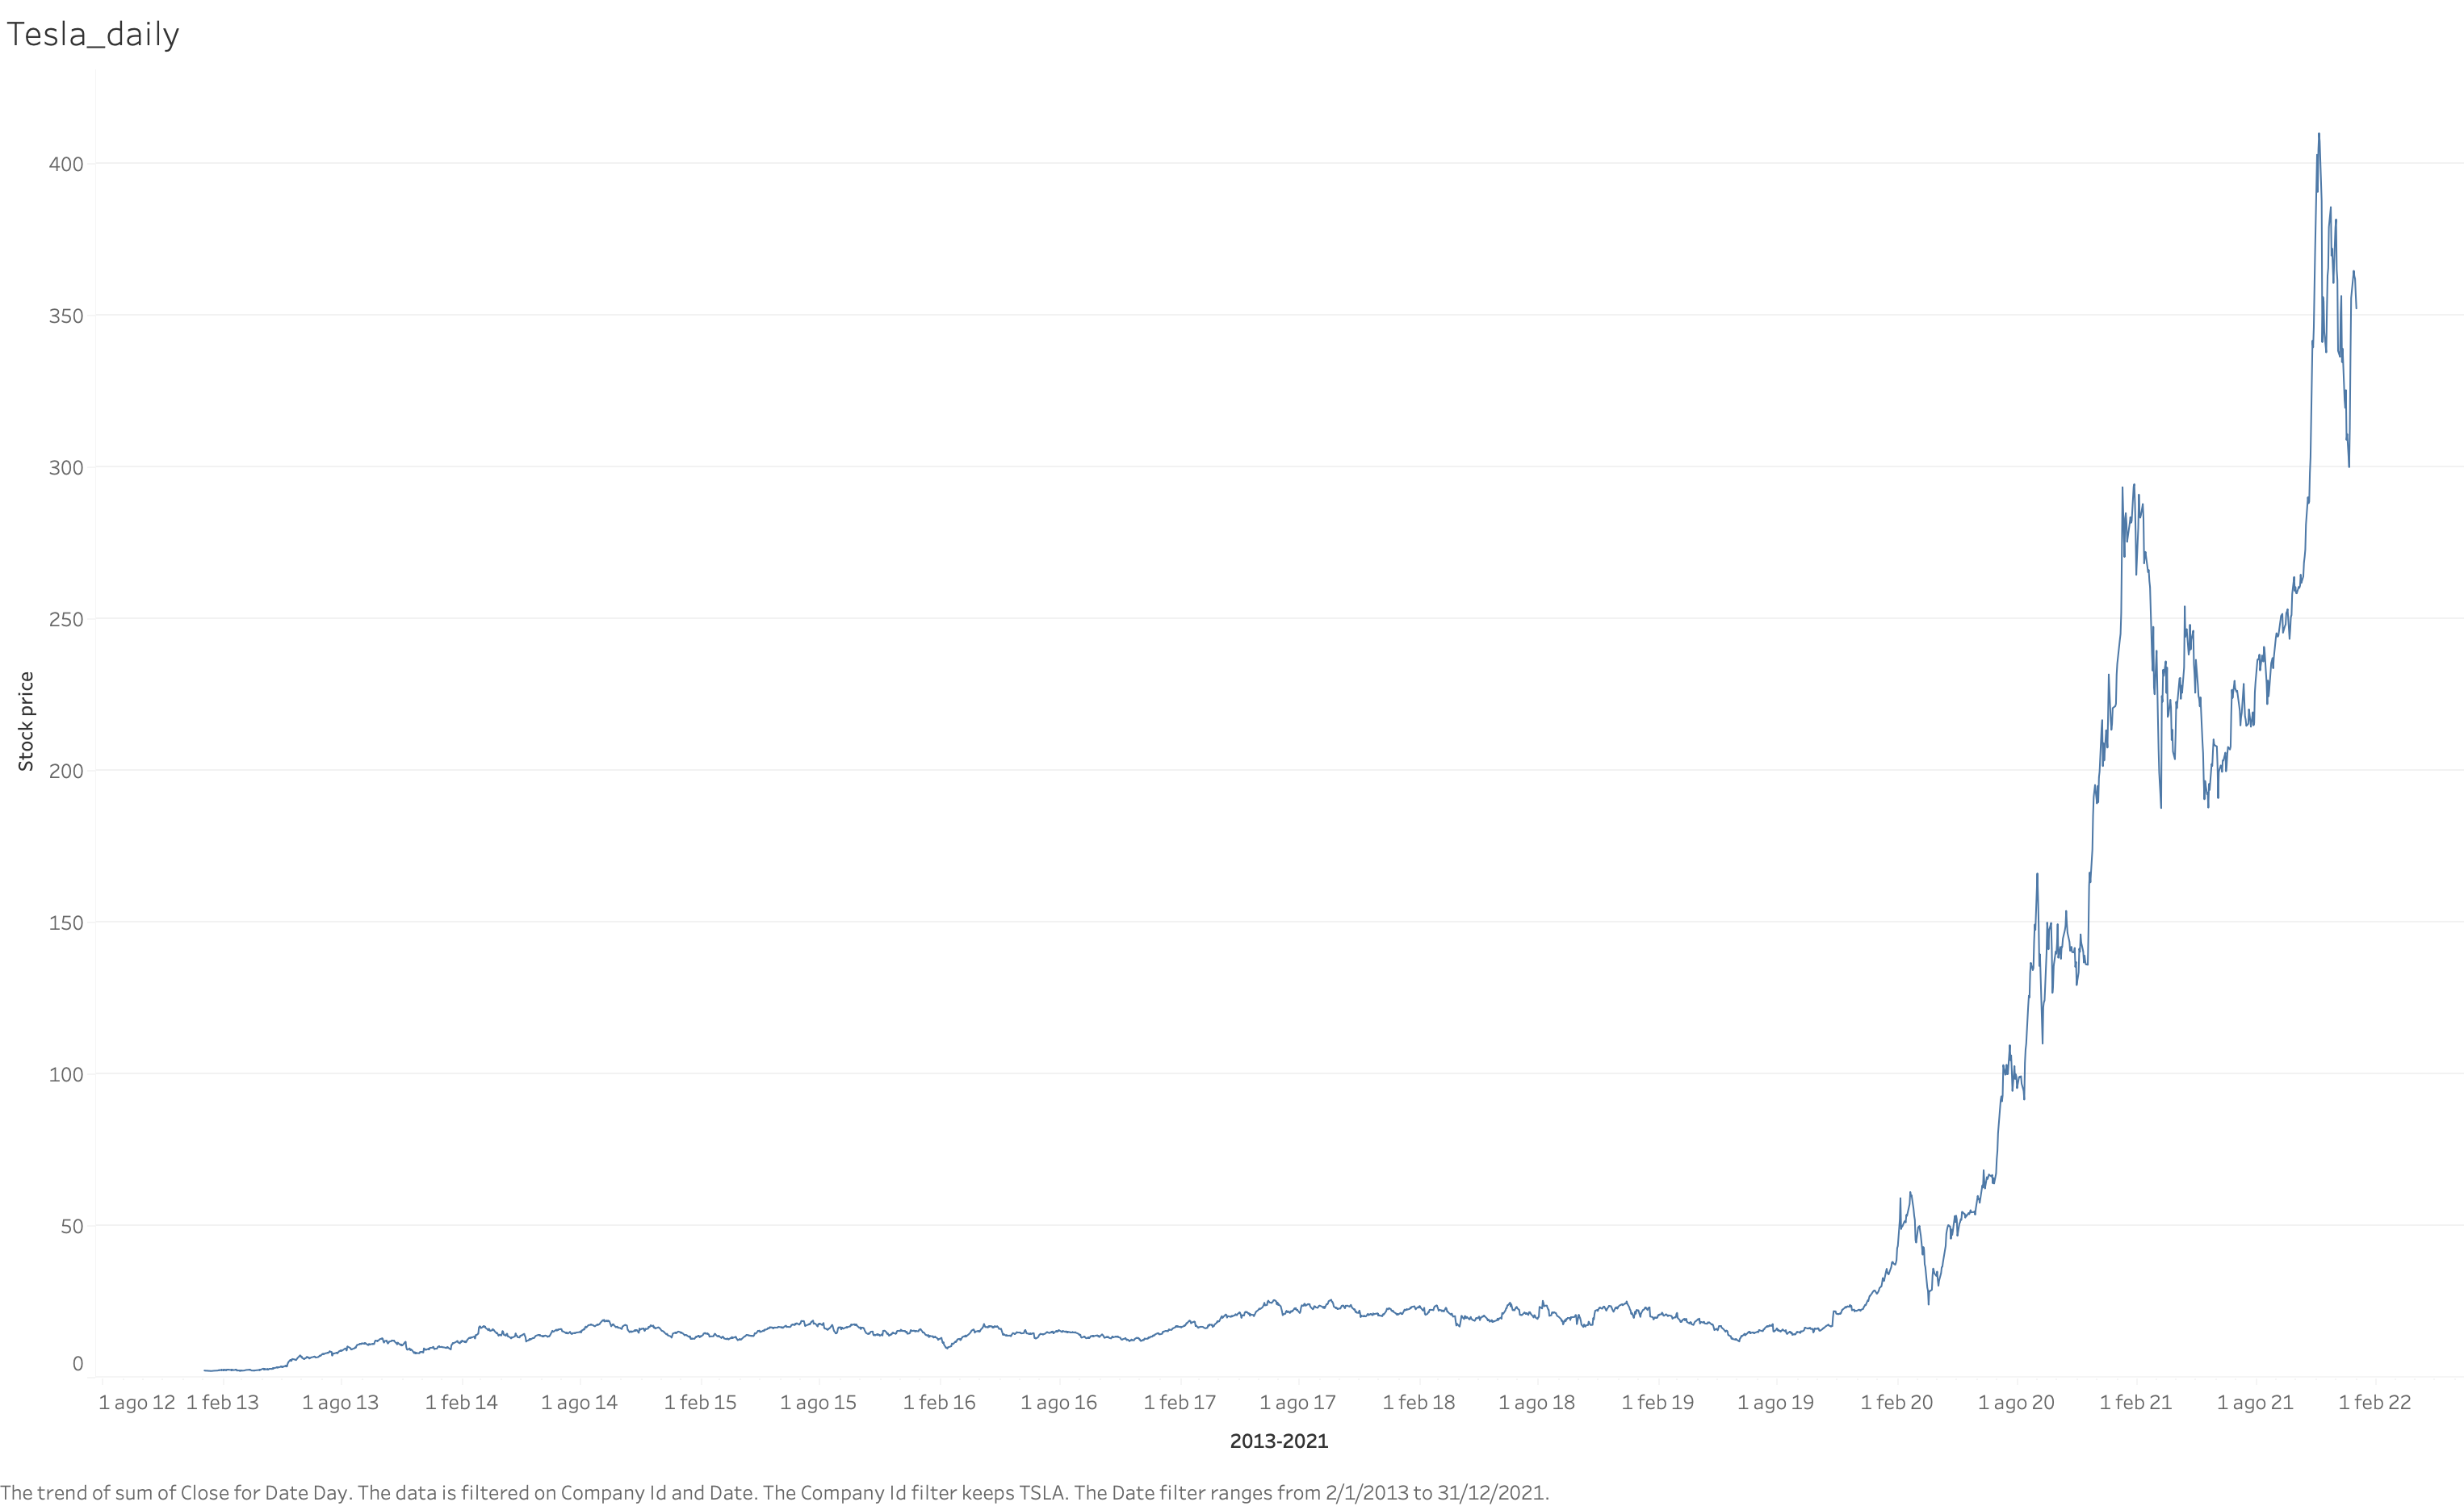 Tesla_daily
400
350
300
250
200
150
100
50
0
Stock price
1 ago 12 1 feb 13 1 ago 13 1 feb 14 1 ago 14 1 feb 15 1 ago 15 1 feb 16 1 ago 16 1 feb 17 1 ago 17 1 feb 18 1 ago 18 1 feb 19 1 ago 19 1 feb 20 1 ago 20 1 feb 21 1 ago 21 1 feb 22
2013-2021
The trend of sum of Close for Date Day. The data is filtered on Company Id and Date. The Company Id filter keeps TSLA. The Date filter ranges from 2/1/2013 to 31/12/2021.